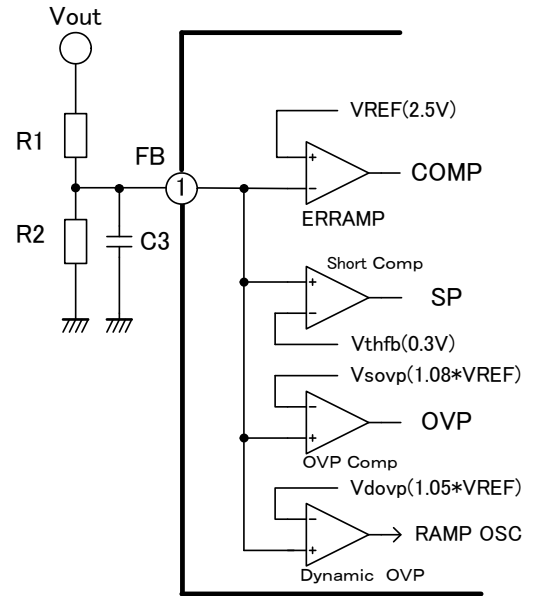 Vout
R1
FB
1
R2
C3
VREF(2.5V)
COMP
ERRAMP
Short Comp
SP
Vthfb(0.3V)
Vsovp(1.08*VREF)
OVP
OVP Comp
Vdovp(1.05*VREF)
RAMP OSC
Dynamic OVP